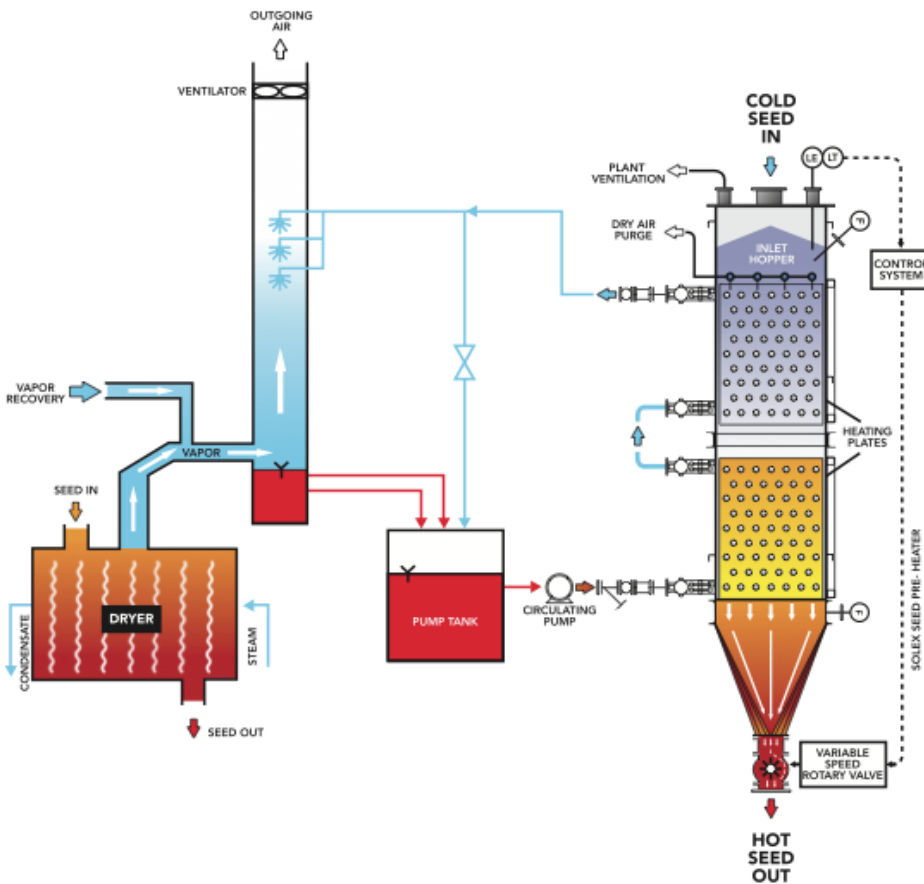 OUTGOING
AIR
VENTILATOR
COLD
SEED
IN
LE
LT
PLANT
VENTILATION
F
DRY AIR
PURGE
INLET
HOPPER
CONTROL
SYSTEM
VAPOR
RECOVERY
VAPOR
HEATING
PLATES
SEED IN
DRYER
CONDENSATE
STEAM
SEED OUT
PUMP TANK
CIRCULATING
PUMP
F
SOLEX SEED PRE- HEATER
VARIABLE
SPEED
ROTARY VALVE
HOT
SEED
OUT